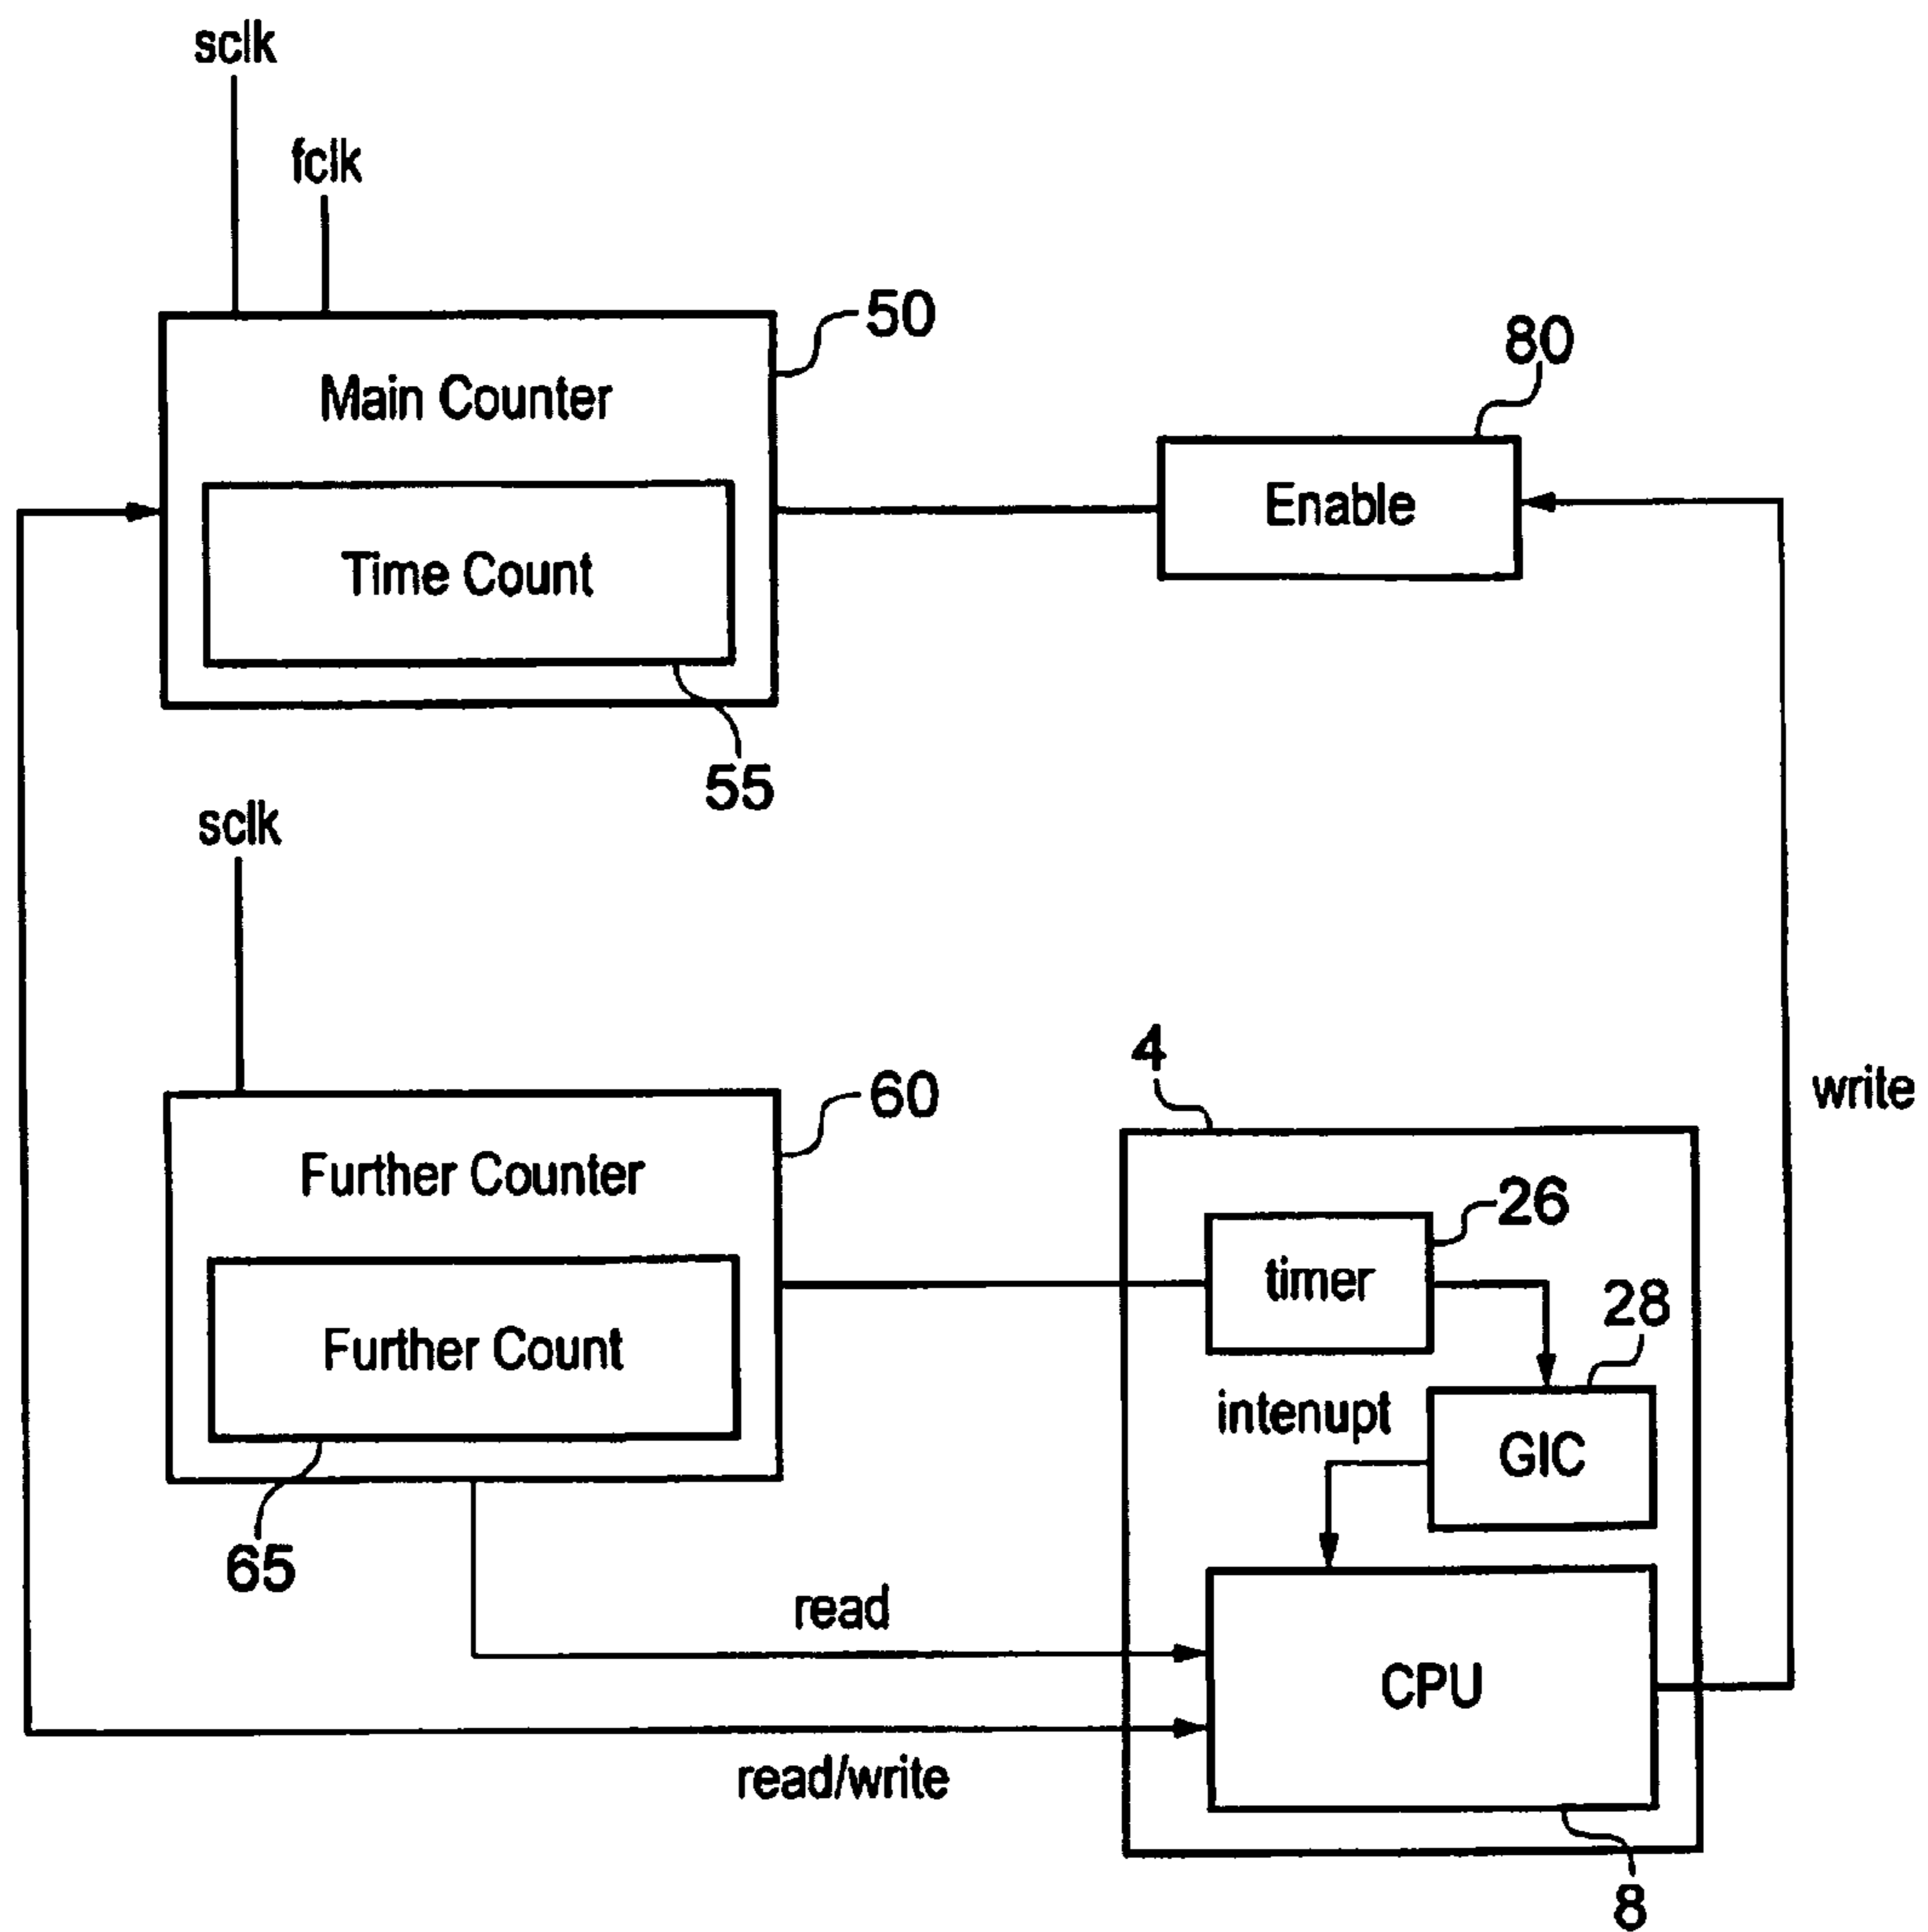 sclk
fclk
50
Main Counter
80
Enable
Time Count
55
sclk
4
write
60
Further Counter
26
timer
28
Further Count
intenupt
GIC
65
read
CPU
read/write
8